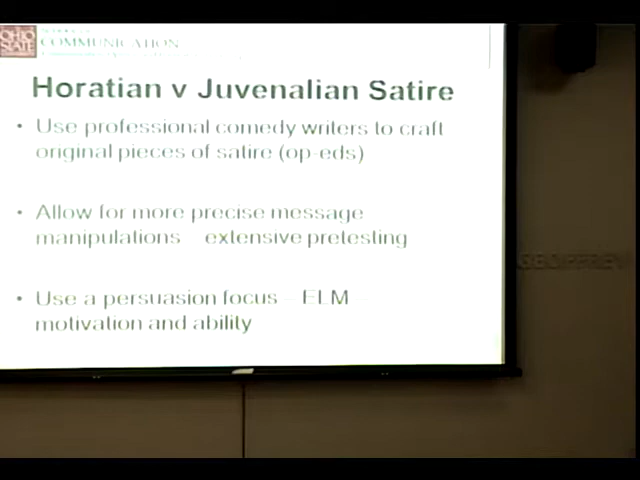 OHIO
STATE
COMMUNICATION
Horatian v Juvenalian Satire
• Use professional comedy writers to craft
original pieces of satire (op-eds)
• Allow for more precise message
manipulations extensive pretesting
• Use a persuasion focus – ELM
motivation and ability